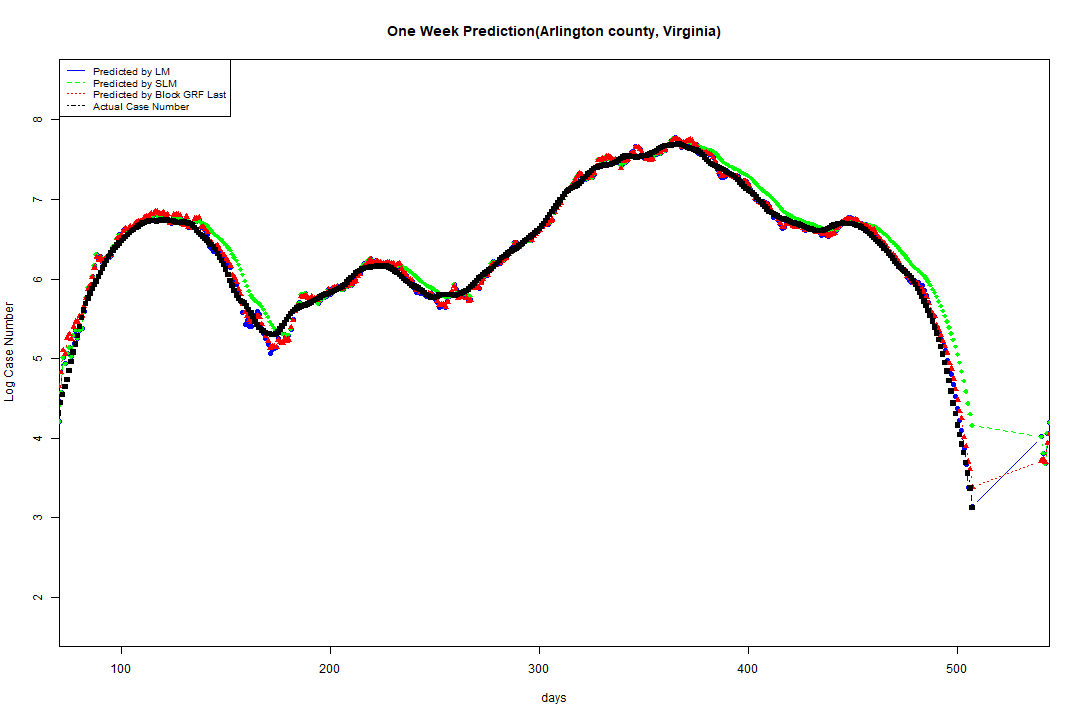 One Week Prediction(Arlington county, Virginia)
Predicted by LM
Predicted by SLM
Predicted by Block GRF Last
Actual Case Number
8
7
6
5
4
3
2
Log Case Number
100 200 300 400 500
days